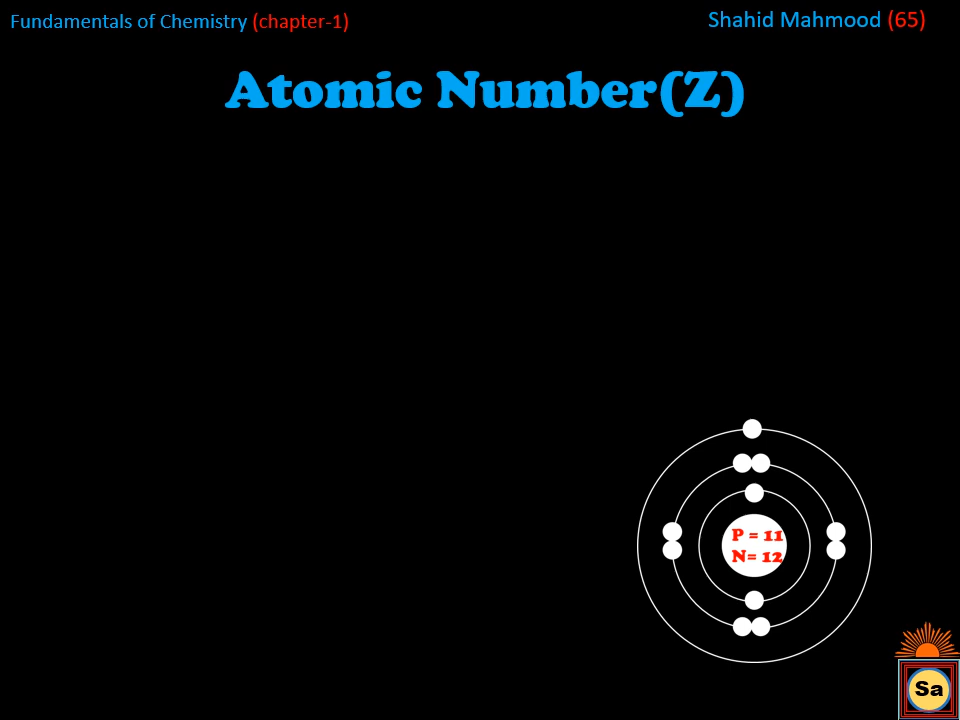 Fundamentals of Chemistry (chapter-1)
Shahid Mahmood (65)
Atomic Number(Z)
P = 11
N= 12
Sa